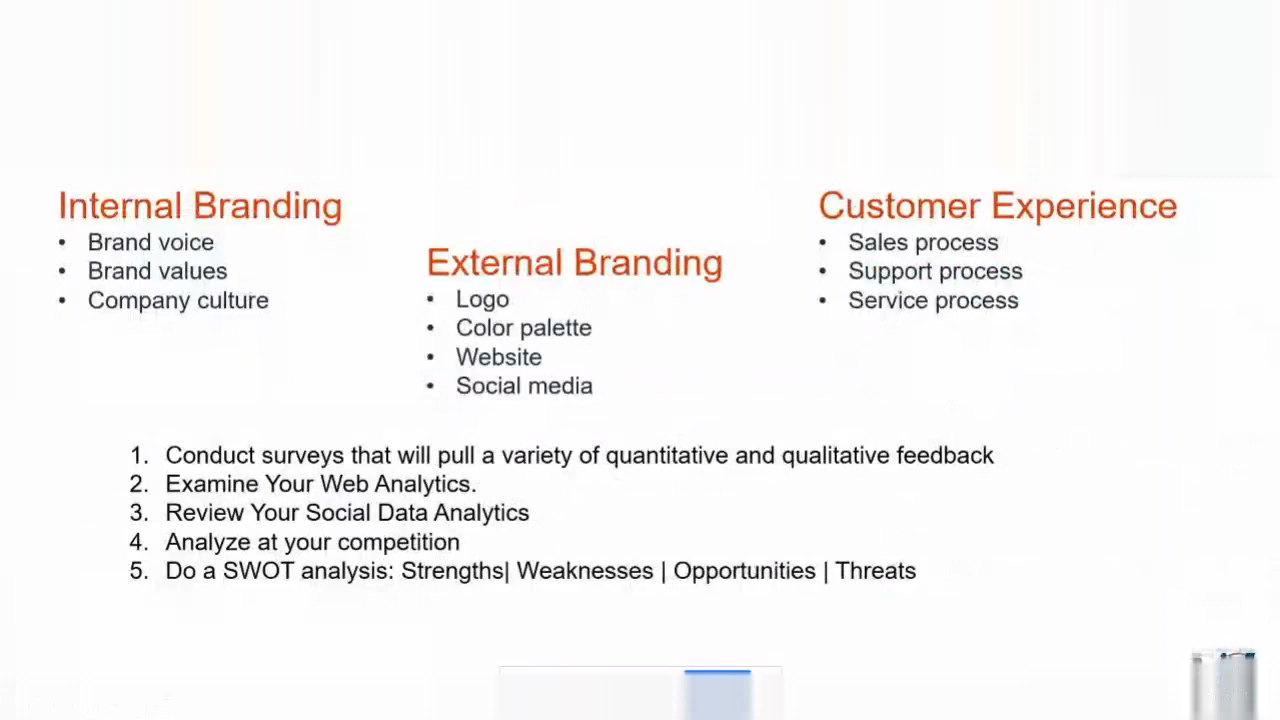 Internal Branding
• Brand voice
• Brand values
• Company culture
External Branding
• Logo
• Color palette
• Website
• Social media
Customer Experience
• Sales process
• Support process
• Service process
1. Conduct surveys that will pull a variety of quantitative and qualitative feedback
2. Examine Your Web Analytics.
3. Review Your Social Data Analytics
4. Analyze at your competition
5. Do a SWOT analysis: Strengths| Weaknesses | Opportunities | Threats